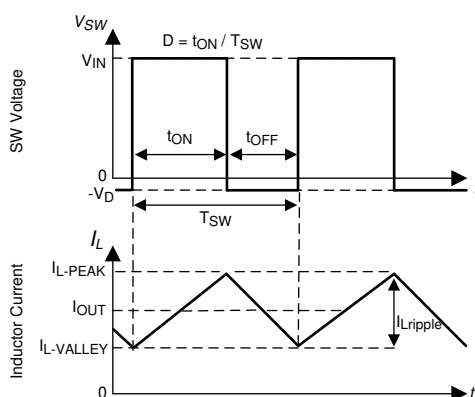 V_SW
D = t_ON / T_SW
V_IN
SW Voltage
t_ON
t_OFF
0
-V_D
t
T_SW
I_L
I_L-PEAK
Inductor Current
I_OUT
I_Lripple
I_L-VALLEY
0
t